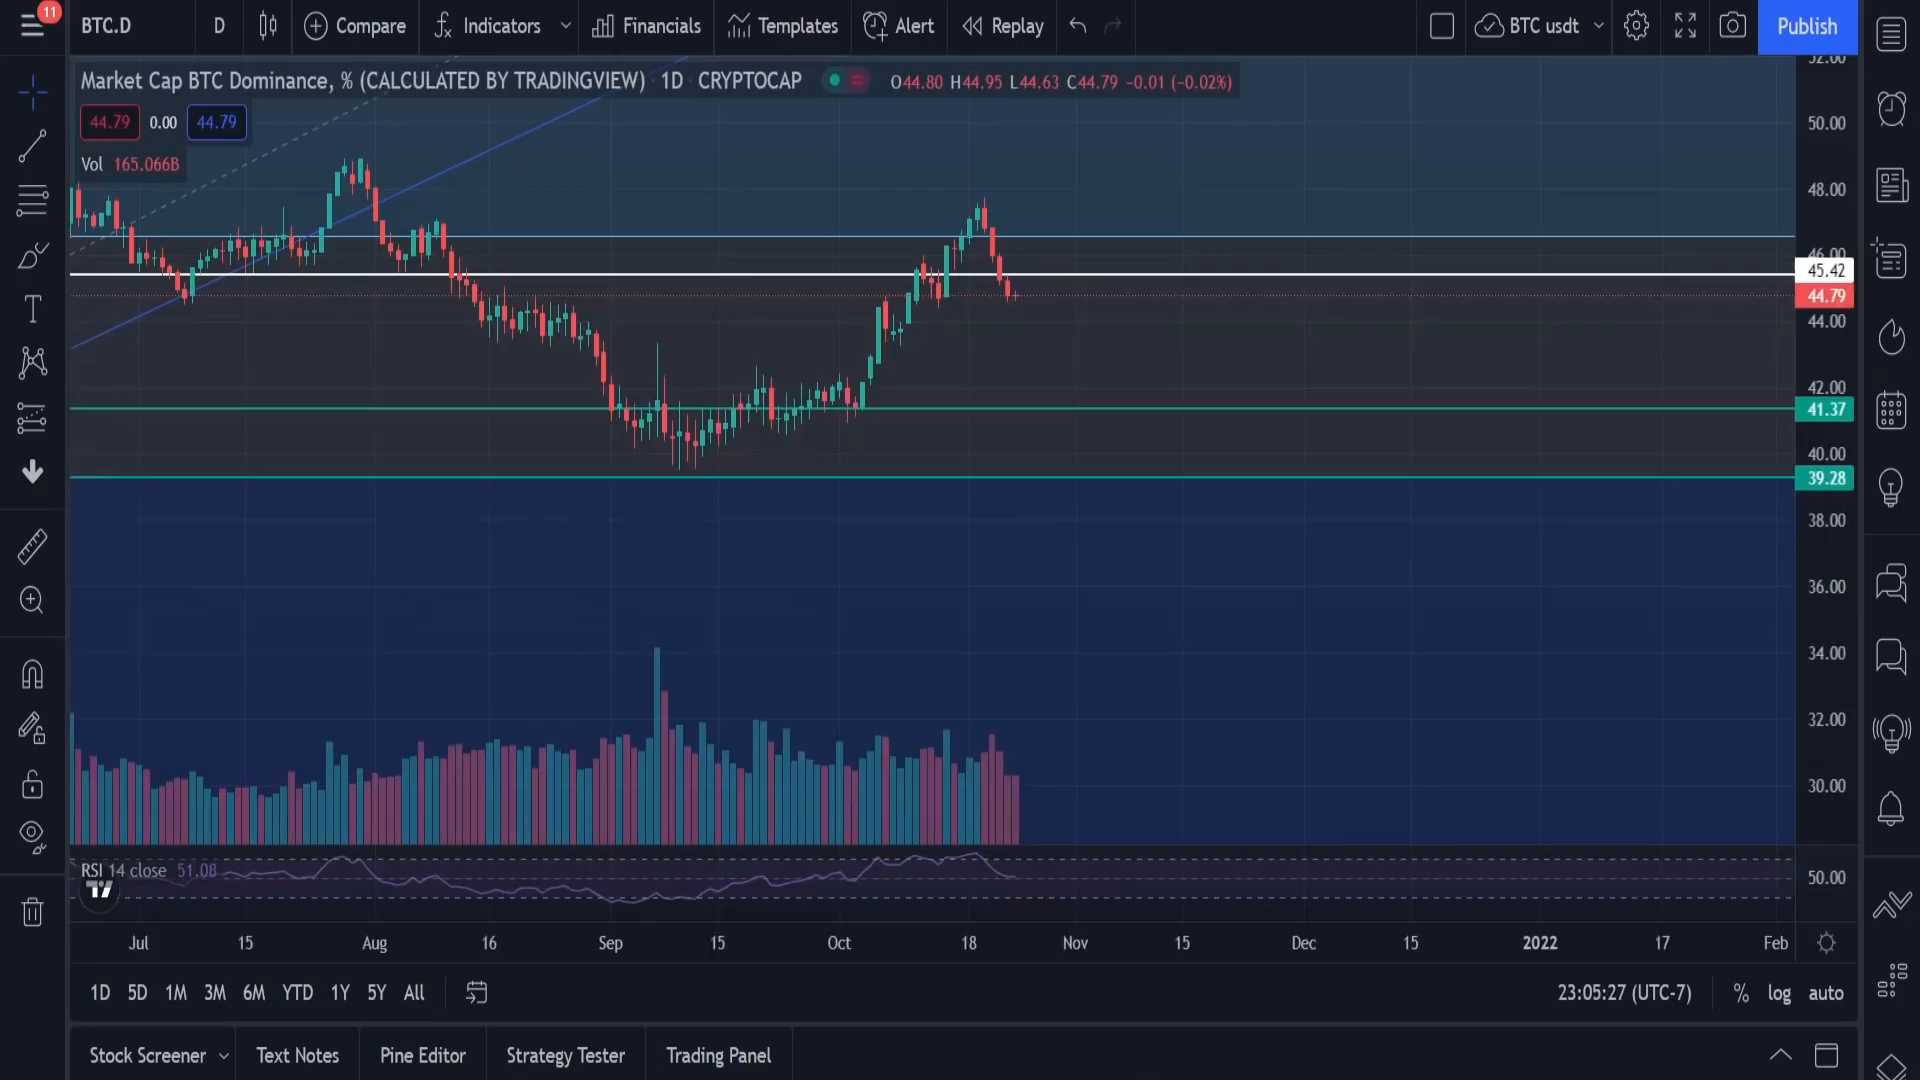 11
BTC.D D Compare Indicators Financials Templates Alert Replay BTC usdt Publish
Market Cap BTC Dominance, % (CALCULATED BY TRADINGVIEW) · 1D · CRYPTOCAP O44.80 H44.95 L44.63 C44.79 −0.01 (−0.02%)
44.79 0.00 44.79
Vol 165.066B
52.00
50.00
48.00
46.00
45.42
44.79
44.00
42.00
41.37
40.00
39.28
38.00
36.00
34.00
32.00
30.00
RSI 14 close 51.08
50.00
Jul 15 Aug 16 Sep 15 Oct 18 Nov 15 Dec 15 2022 17 Feb
1D 5D 1M 3M 6M YTD 1Y 5Y All 23:05:27 (UTC-7) % log auto
Stock Screener Text Notes Pine Editor Strategy Tester Trading Panel